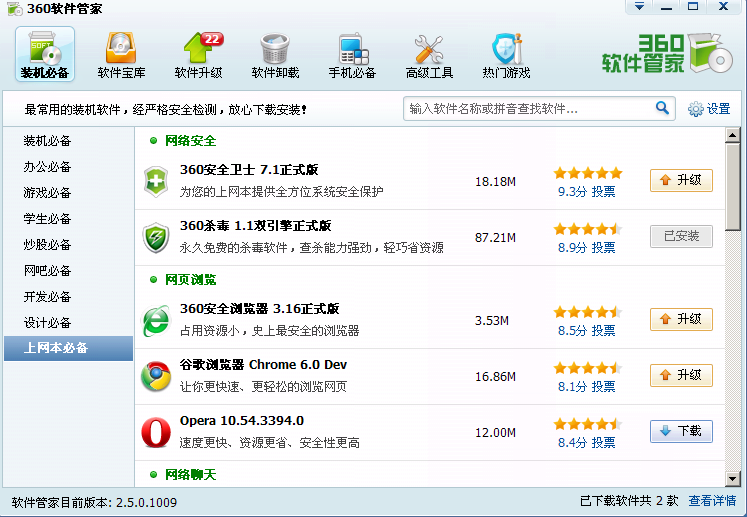 360软件管家
22
装机必备 软件宝库 软件升级 软件卸载 手机必备 高级工具 热门游戏
360
软件管家
最常用的装机软件，经严格安全检测，放心下载安装！
输入软件名称或拼音查找软件...
设置
装机必备
办公必备
游戏必备
学生必备
炒股必备
网吧必备
开发必备
设计必备
上网本必备
网络安全
360安全卫士 7.1正式版
为您的上网本提供全方位系统安全保护
18.18M
9.3分 投票
升级
360杀毒 1.1双引擎正式版
永久免费的杀毒软件，查杀能力强劲，轻巧省资源
87.21M
8.9分 投票
已安装
网页浏览
360安全浏览器 3.16正式版
占用资源小，史上最安全的浏览器
3.53M
8.5分 投票
升级
谷歌浏览器 Chrome 6.0 Dev
让你更快速、更轻松的浏览网页
16.86M
8.1分 投票
升级
Opera 10.54.3394.0
速度更快、资源更省、安全性更高
12.00M
8.4分 投票
下载
网络聊天
软件管家目前版本: 2.5.0.1009
已下载软件共 2 款 查看详情